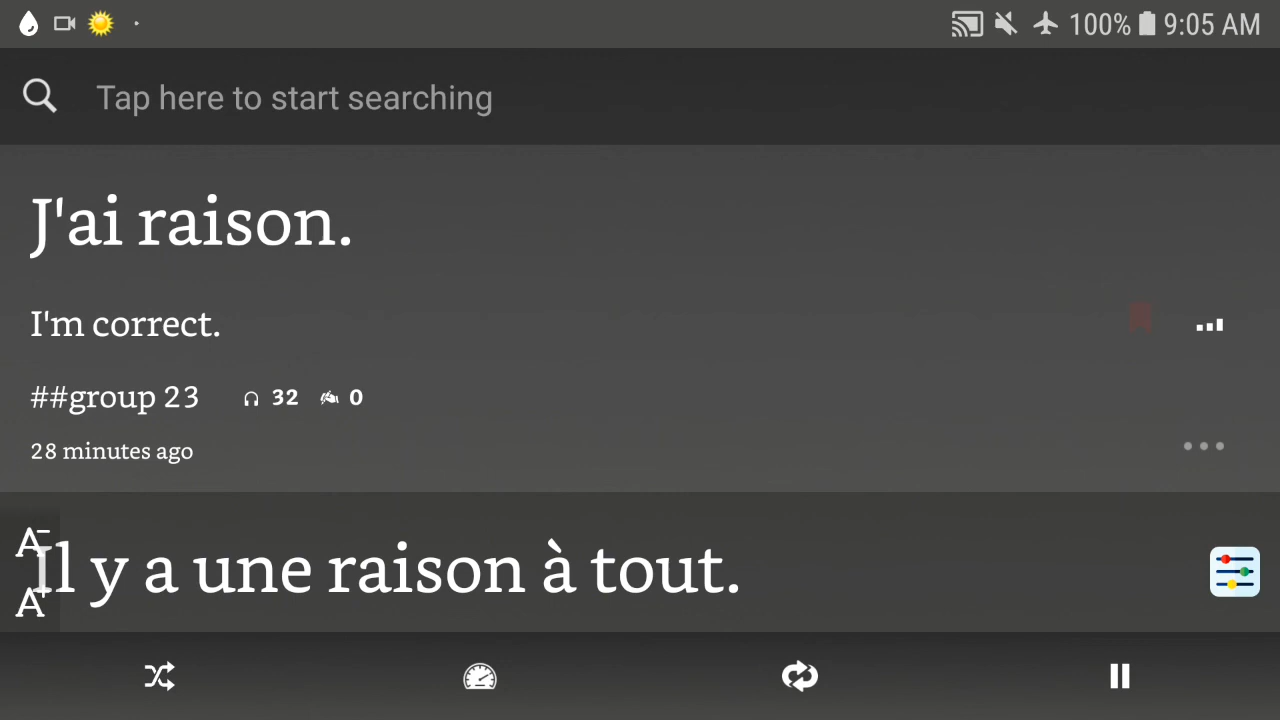 100% 9:05 AM
Tap here to start searching
J'ai raison.
I'm correct.
##group 23 32 0
28 minutes ago
A-
Il y a une raison à tout.
A+